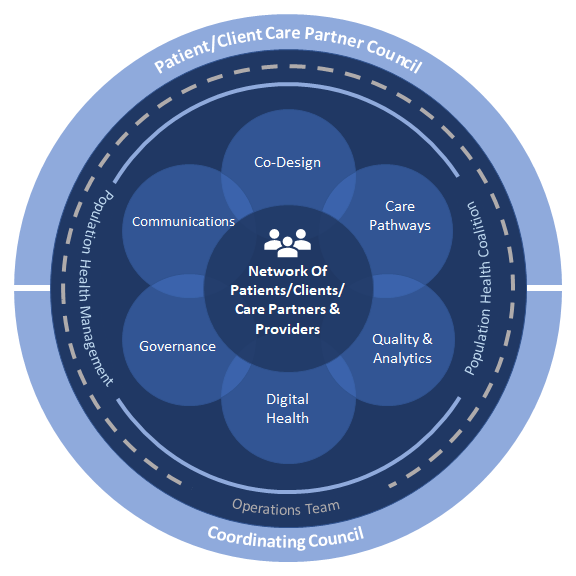 Patient/Client Care Partner Council
Co-Design
Communications
Care
Pathways
Population Health Management
Population Health Coalition
Network Of
Patients/Clients/
Care Partners &
Providers
Governance
Quality &
Analytics
Digital
Health
Operations Team
Coordinating Council